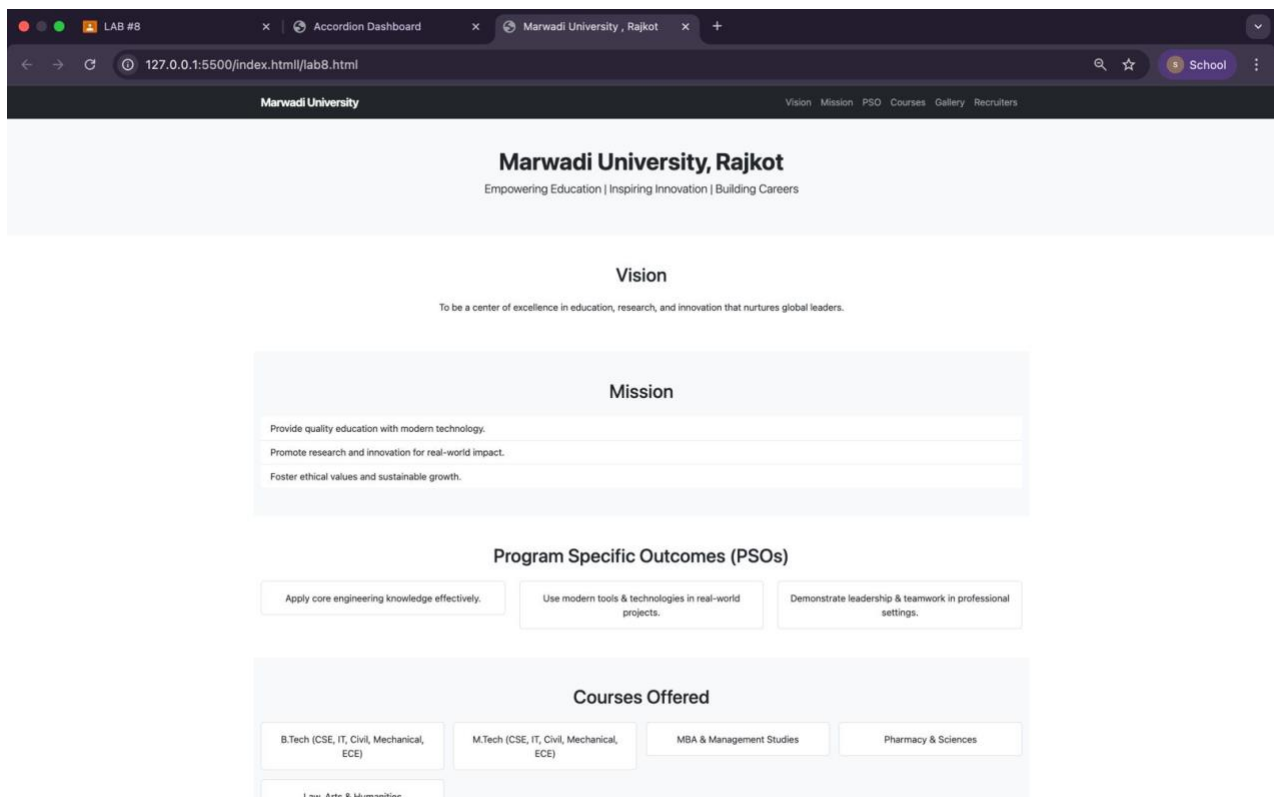 LAB #8
Accordion Dashboard
Marwadi University , Rajkot
127.0.0.1:5500/index.htmll/lab8.html
S School
Marwadi University
Vision Mission PSO Courses Gallery Recruiters
Marwadi University, Rajkot
Empowering Education | Inspiring Innovation | Building Careers
Vision
To be a center of excellence in education, research, and innovation that nurtures global leaders.
Mission
Provide quality education with modern technology.
Promote research and innovation for real-world impact.
Foster ethical values and sustainable growth.
Program Specific Outcomes (PSOs)
Apply core engineering knowledge effectively.
Use modern tools & technologies in real-world
projects.
Demonstrate leadership & teamwork in professional
settings.
Courses Offered
B.Tech (CSE, IT, Civil, Mechanical,
ECE)
M.Tech (CSE, IT, Civil, Mechanical,
ECE)
MBA & Management Studies
Pharmacy & Sciences
Law, Arts & Humanities